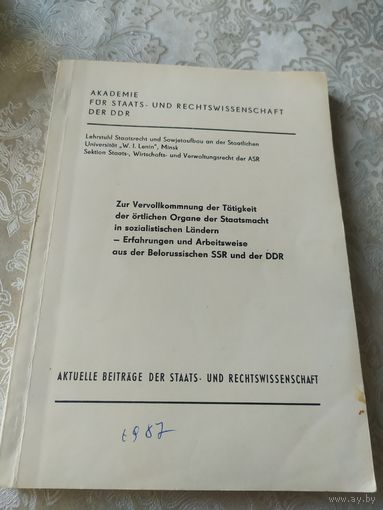 AKADEMIE
FÜR STAATS- UND RECHTSWISSENSCHAFT
DER DDR
Lehrstuhl Staatsrecht und Sowjetaufbau an der Staatlichen
Universität „W. I. Lenin", Minsk
Sektion Staats-, Wirtschafts- und Verwaltungsrecht der ASR
Zur Vervollkommnung der Tätigkeit
der örtlichen Organe der Staatsmacht
in sozialistischen Ländern
– Erfahrungen und Arbeitsweise
aus der Belorussischen SSR und der DDR
AKTUELLE BEITRÄGE DER STAATS- UND RECHTSWISSENSCHAFT
1987
www.ay.by